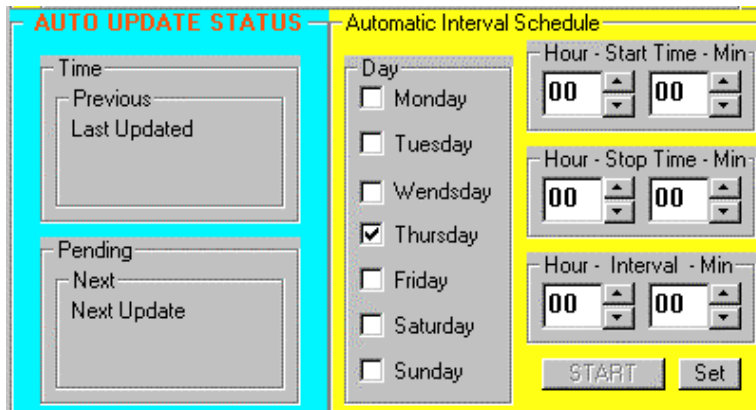 AUTO UPDATE STATUS
Time
Previous
Last Updated
Pending
Next
Next Update
Automatic Interval Schedule
Day
Monday
Tuesday
Wendsday
Thursday
Friday
Saturday
Sunday
Hour - Start Time - Min
00 00
Hour - Stop Time - Min
00 00
Hour - Interval - Min
00 00
START Set